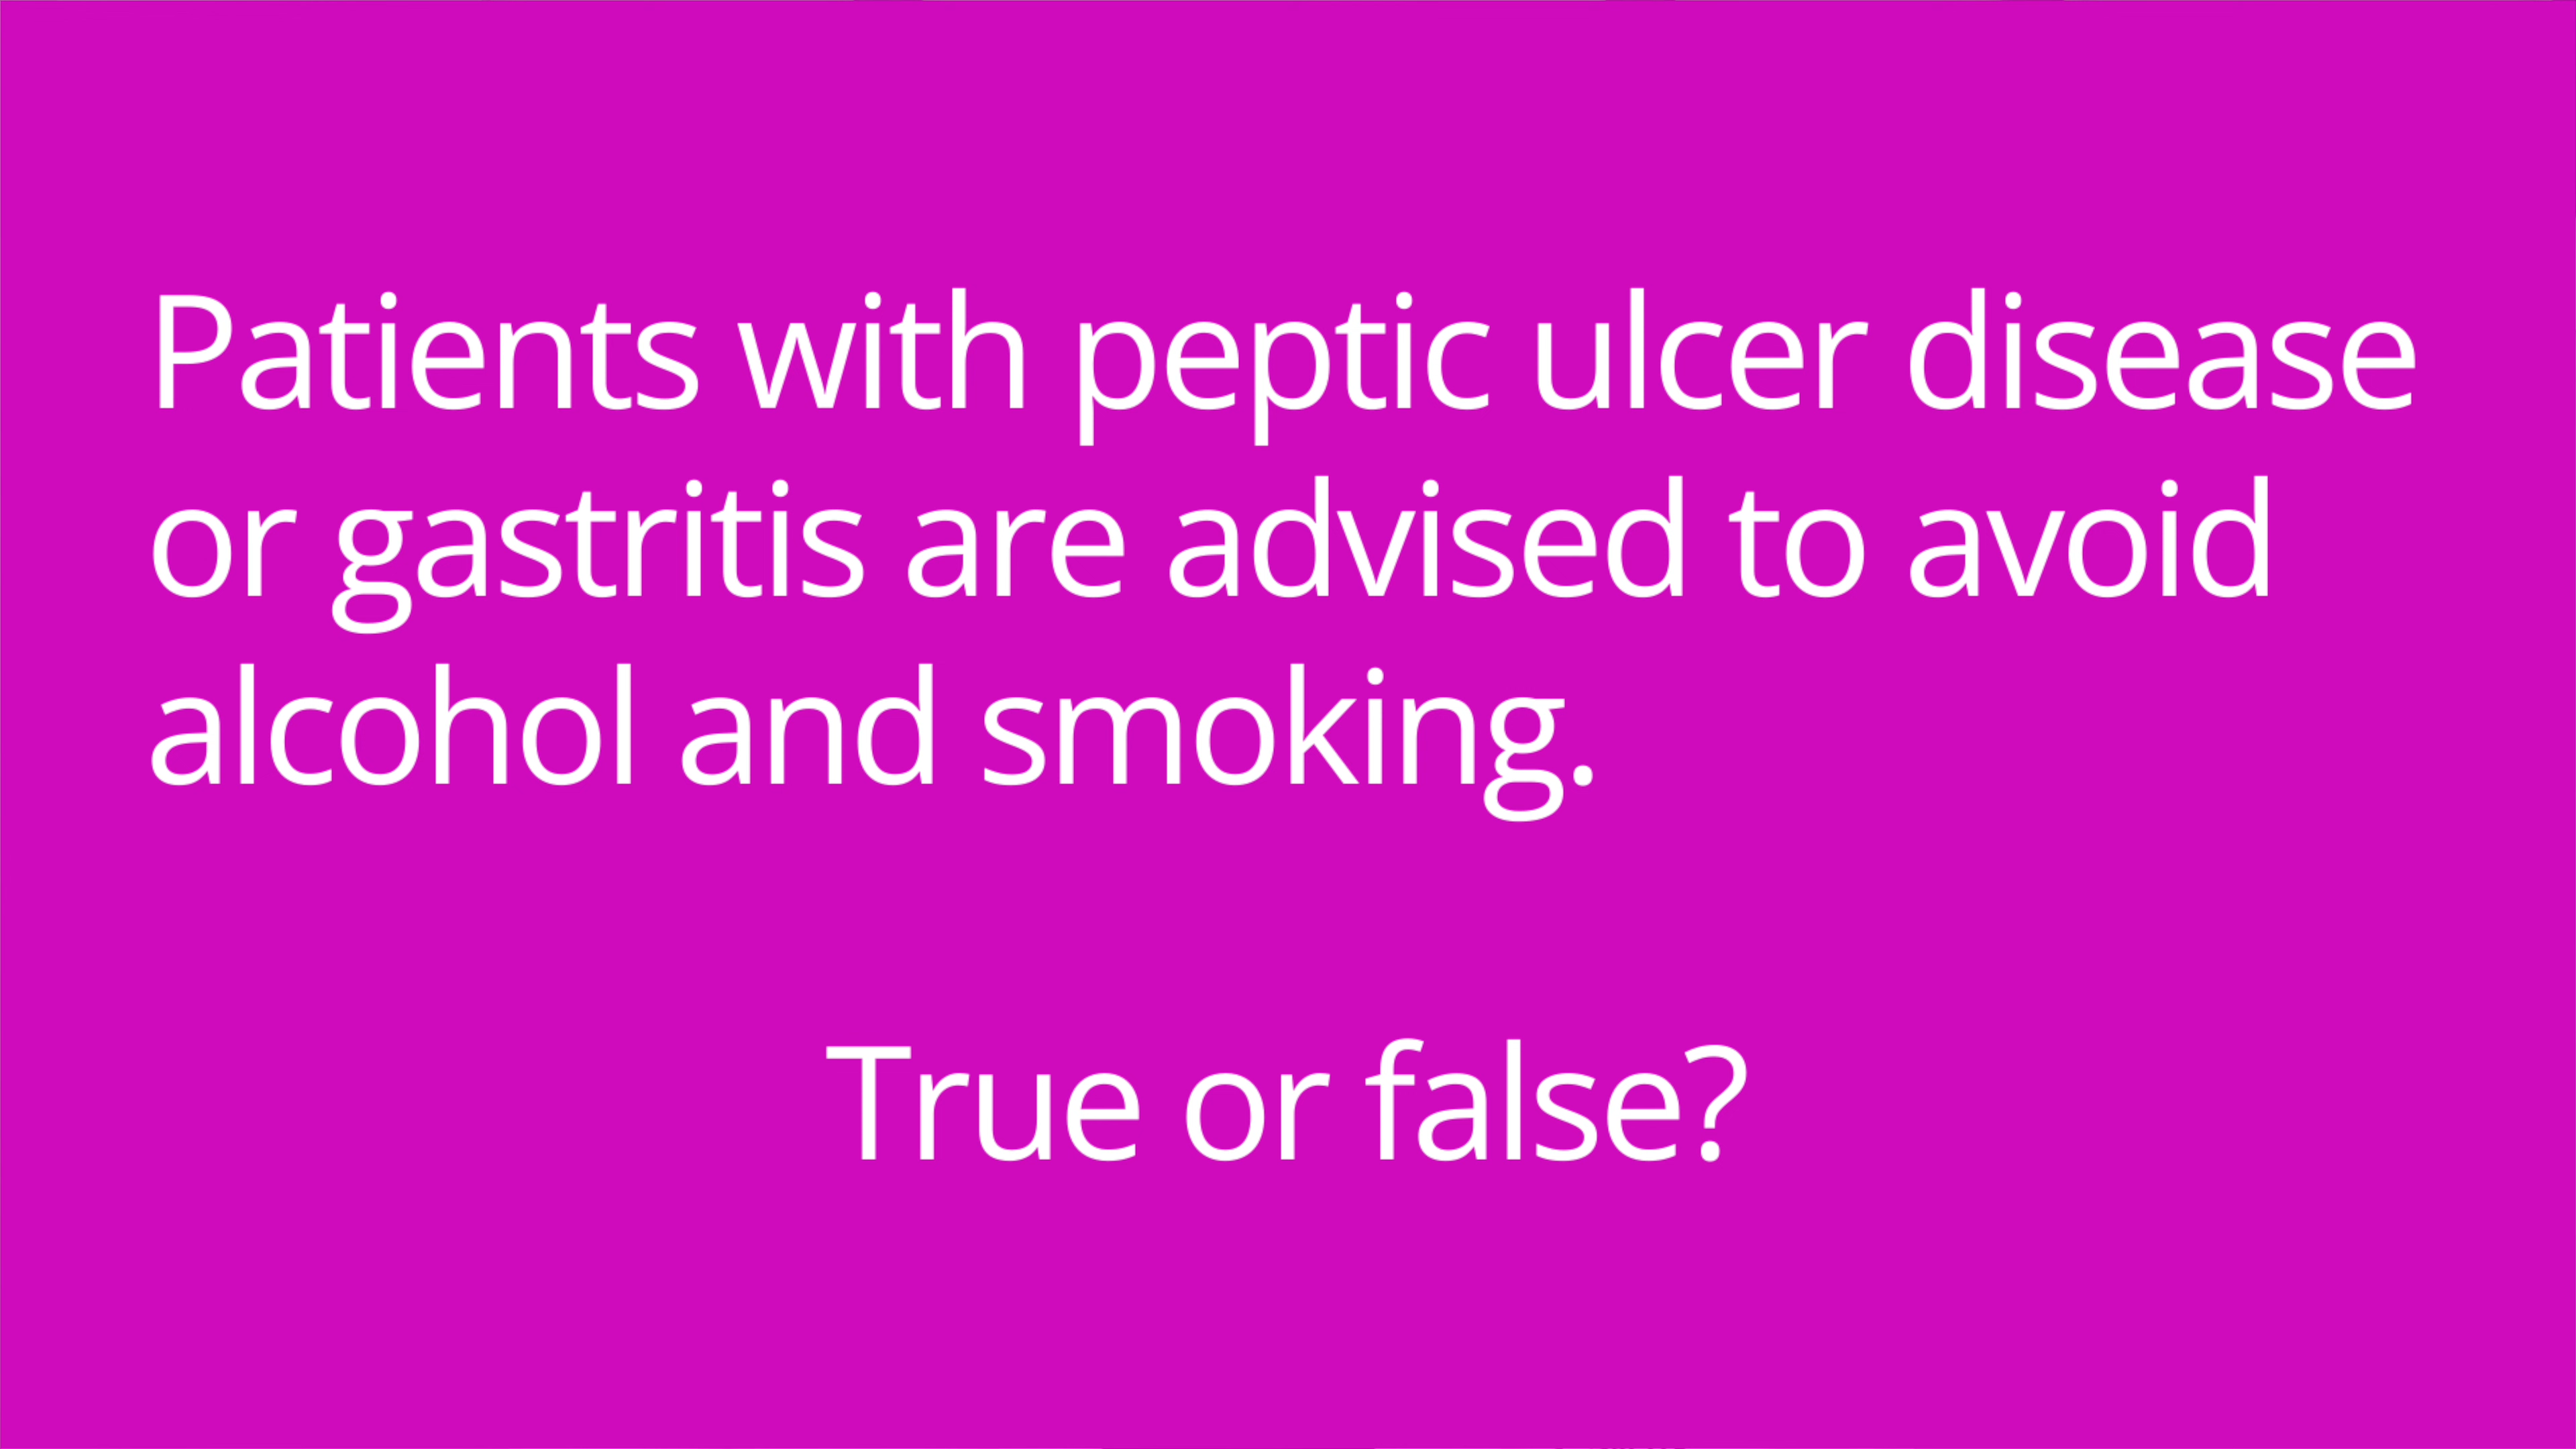 Patients with peptic ulcer disease
or gastritis are advised to avoid
alcohol and smoking.
True or false?